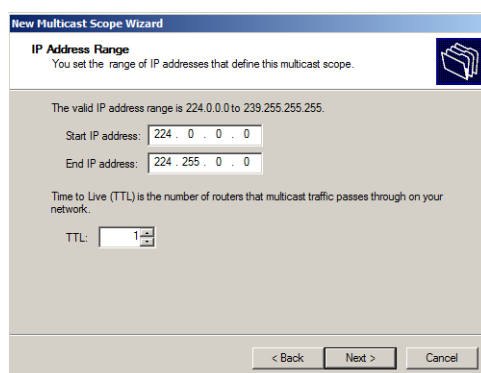 New Multicast Scope Wizard
IP Address Range
You set the range of IP addresses that define this multicast scope.
The valid IP address range is 224.0.0.0 to 239.255.255.255.
Start IP address: 224 . 0 . 0 . 0
End IP address: 224 . 255 . 0 . 0
Time to Live (TTL) is the number of routers that multicast traffic passes through on your
network.
TTL: 1
< Back Next > Cancel